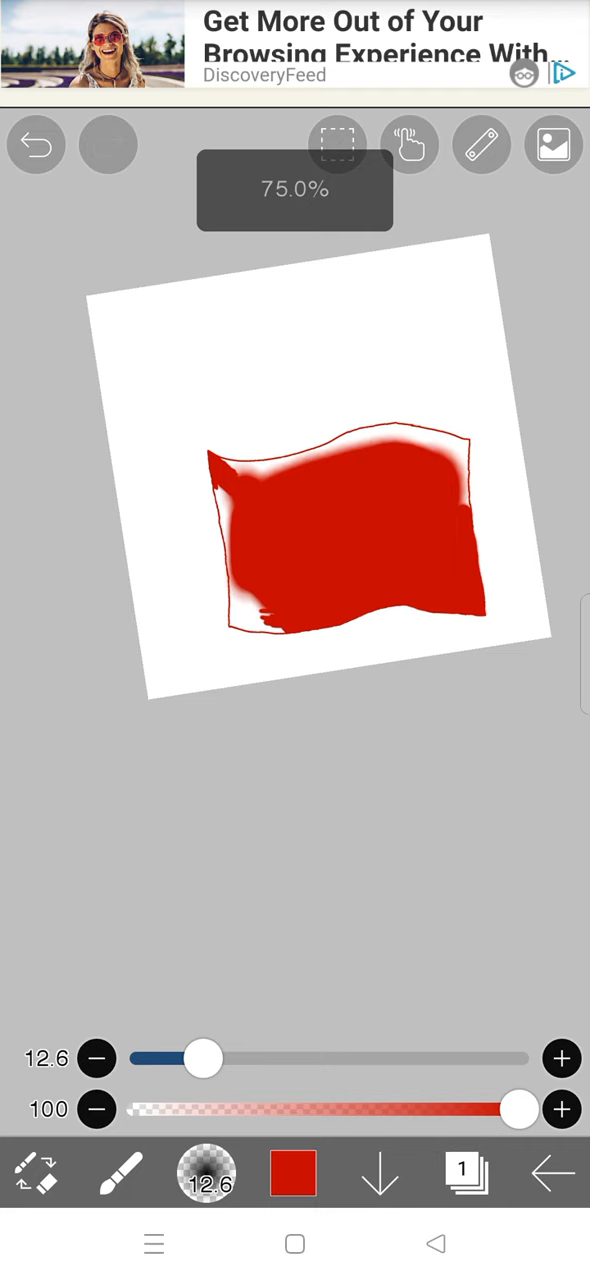 Get More Out of Your
Browsing Experience With...
DiscoveryFeed
75.0%
12.6
100
12.6
1